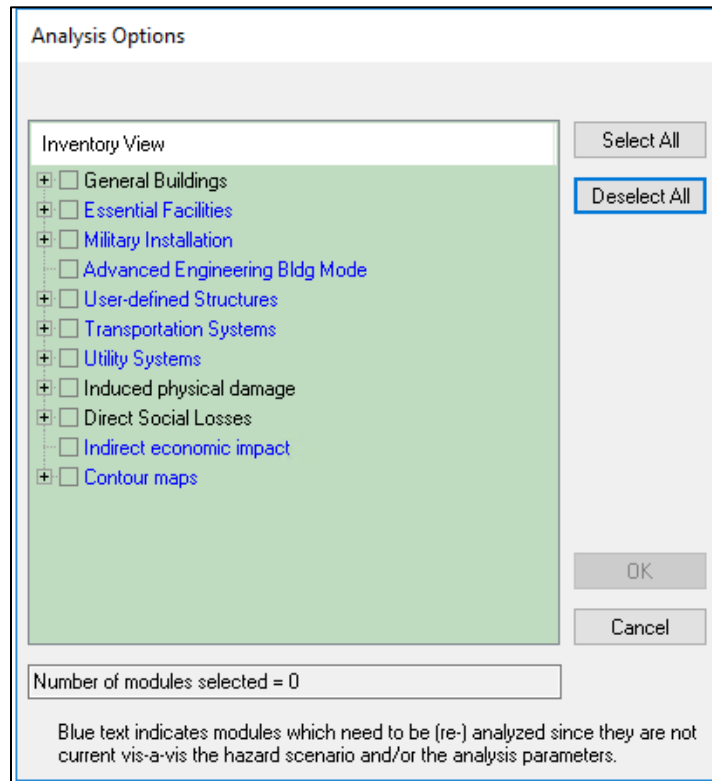 Analysis Options
Inventory View
Select All
General Buildings
Deselect All
Essential Facilities
Military Installation
Advanced Engineering Bldg Mode
User-defined Structures
Transportation Systems
Utility Systems
Induced physical damage
Direct Social Losses
Indirect economic impact
Contour maps
OK
Cancel
Number of modules selected = 0
Blue text indicates modules which need to be (re-) analyzed since they are not
current vis-a-vis the hazard scenario and/or the analysis parameters.